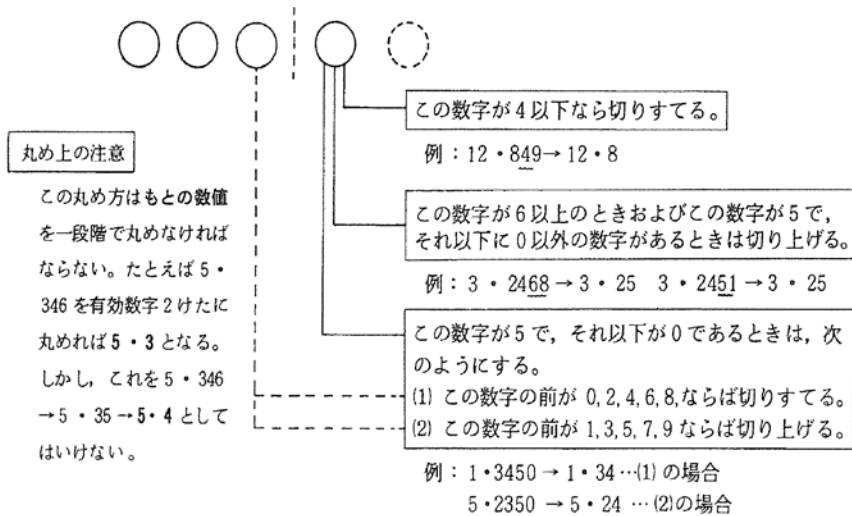 この数字が4以下なら切りすてる。
例：12・849→12・8
丸め上の注意
この丸め方はもとの数値
を一段階で丸めなければ
ならない。たとえば5・
346を有効数字2けたに
丸めれば5・3となる。
しかし，これを5・346
→5・35→5・4としては
はいけない。
この数字が6以上のときおよびこの数字が5で，
それ以下に0以外の数字があるときは切り上げる。
例：3・2468→3・25 3・2451→3・25
この数字が5で，それ以下が0であるときは，次
のようにする。
(1) この数字の前が 0,2,4,6,8,ならば切りすてる。
(2) この数字の前が 1,3,5,7,9 ならば切り上げる。
例：1・3450→1・34…(1)の場合
5・2350→5・24…(2)の場合